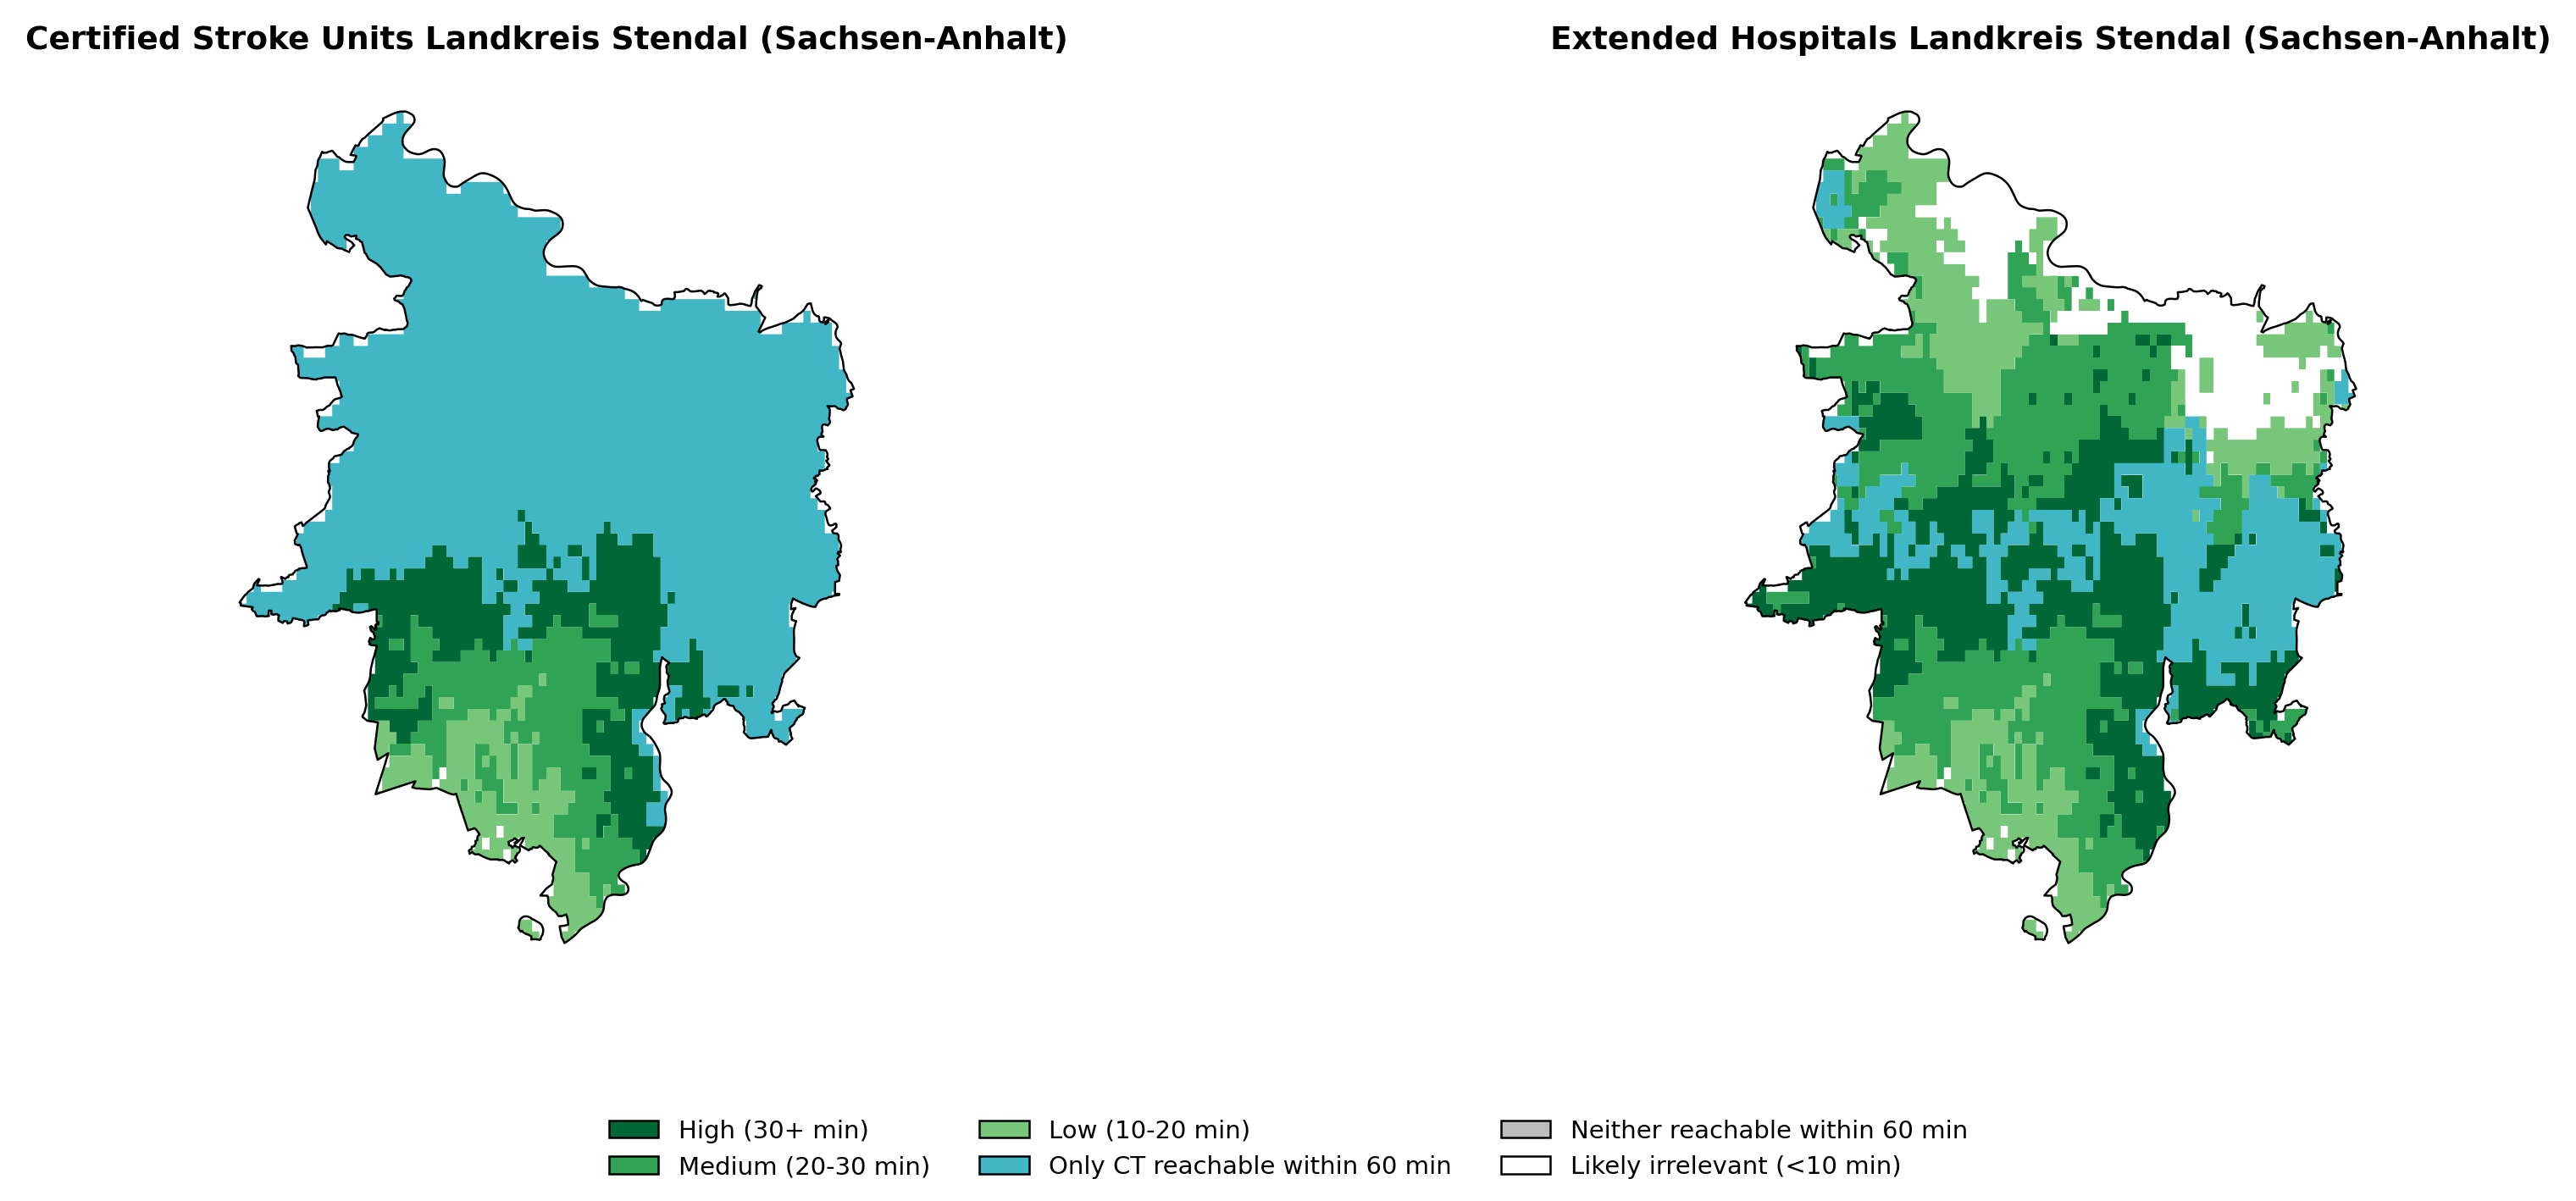 Certified Stroke Units Landkreis Stendal (Sachsen-Anhalt)
Extended Hospitals Landkreis Stendal (Sachsen-Anhalt)
High (30+ min)
Medium (20-30 min)
Low (10-20 min)
Only CT reachable within 60 min
Neither reachable within 60 min
Likely irrelevant (<10 min)